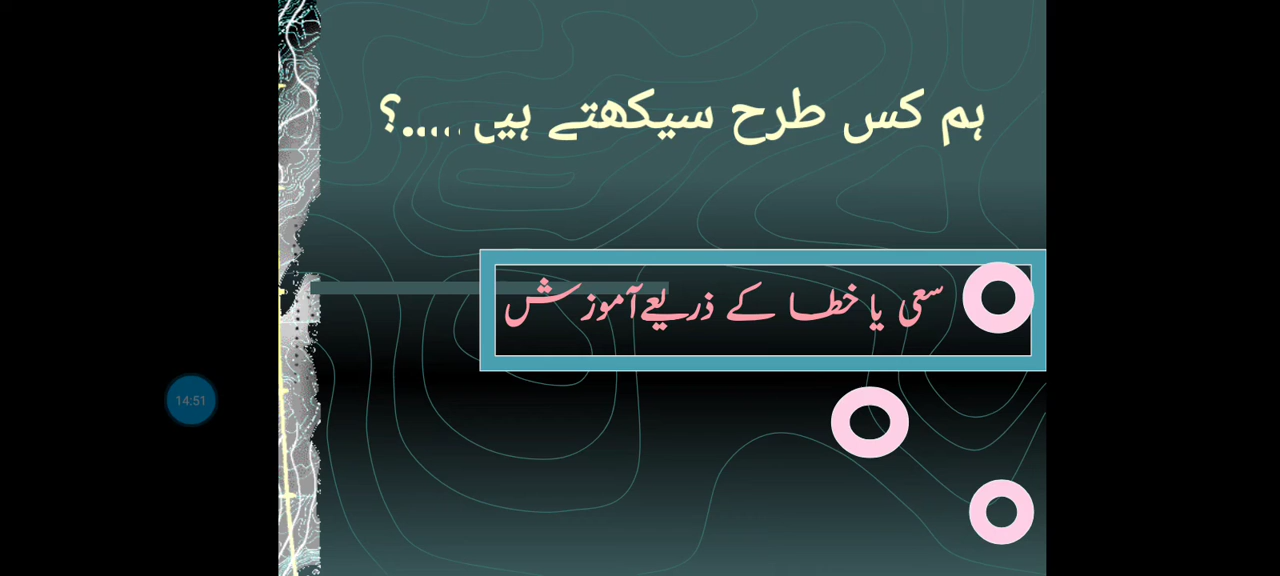 ہم کس طرح سیکھتے ہیں .....؟
سعی یا خطا کے ذریعے آموزش
14:51